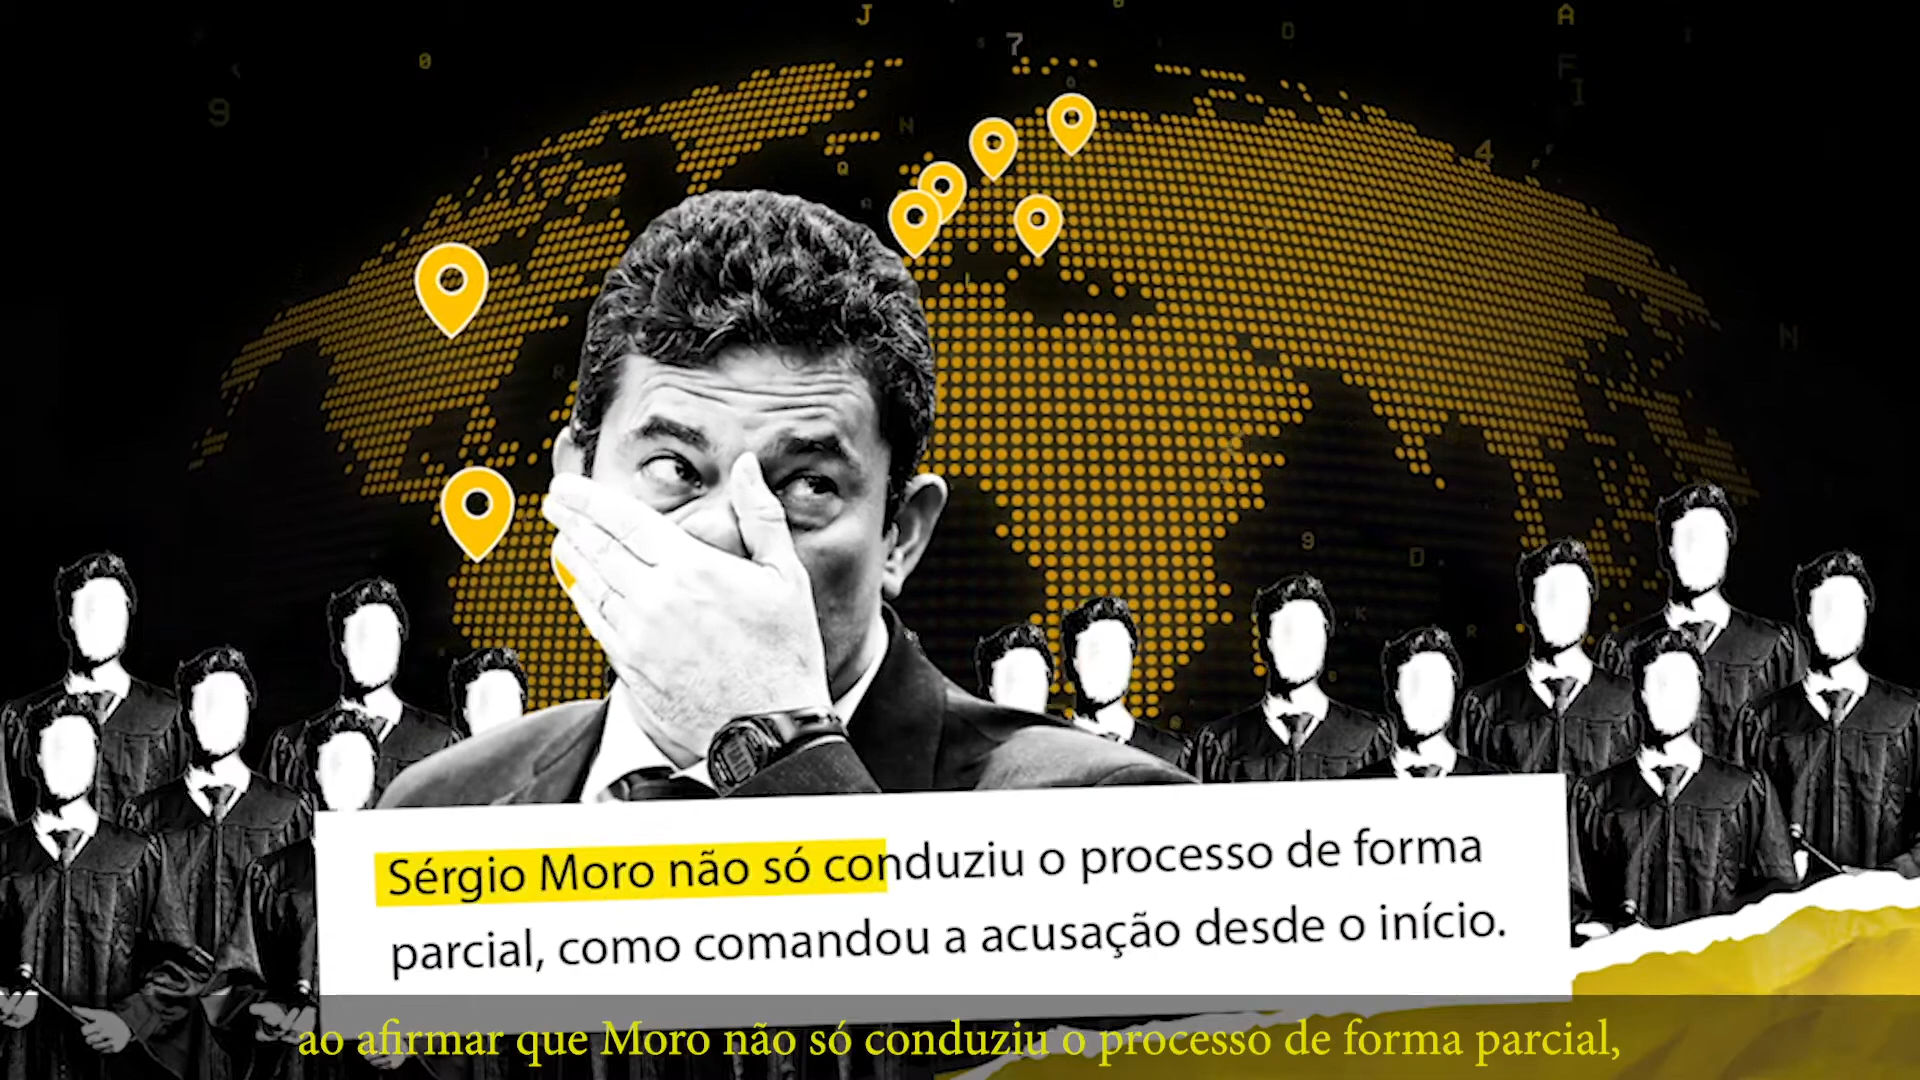 Sérgio Moro não só conduziu o processo de forma
parcial, como comandou a acusação desde o início.
ao afirmar que Moro não só conduziu o processo de forma parcial,